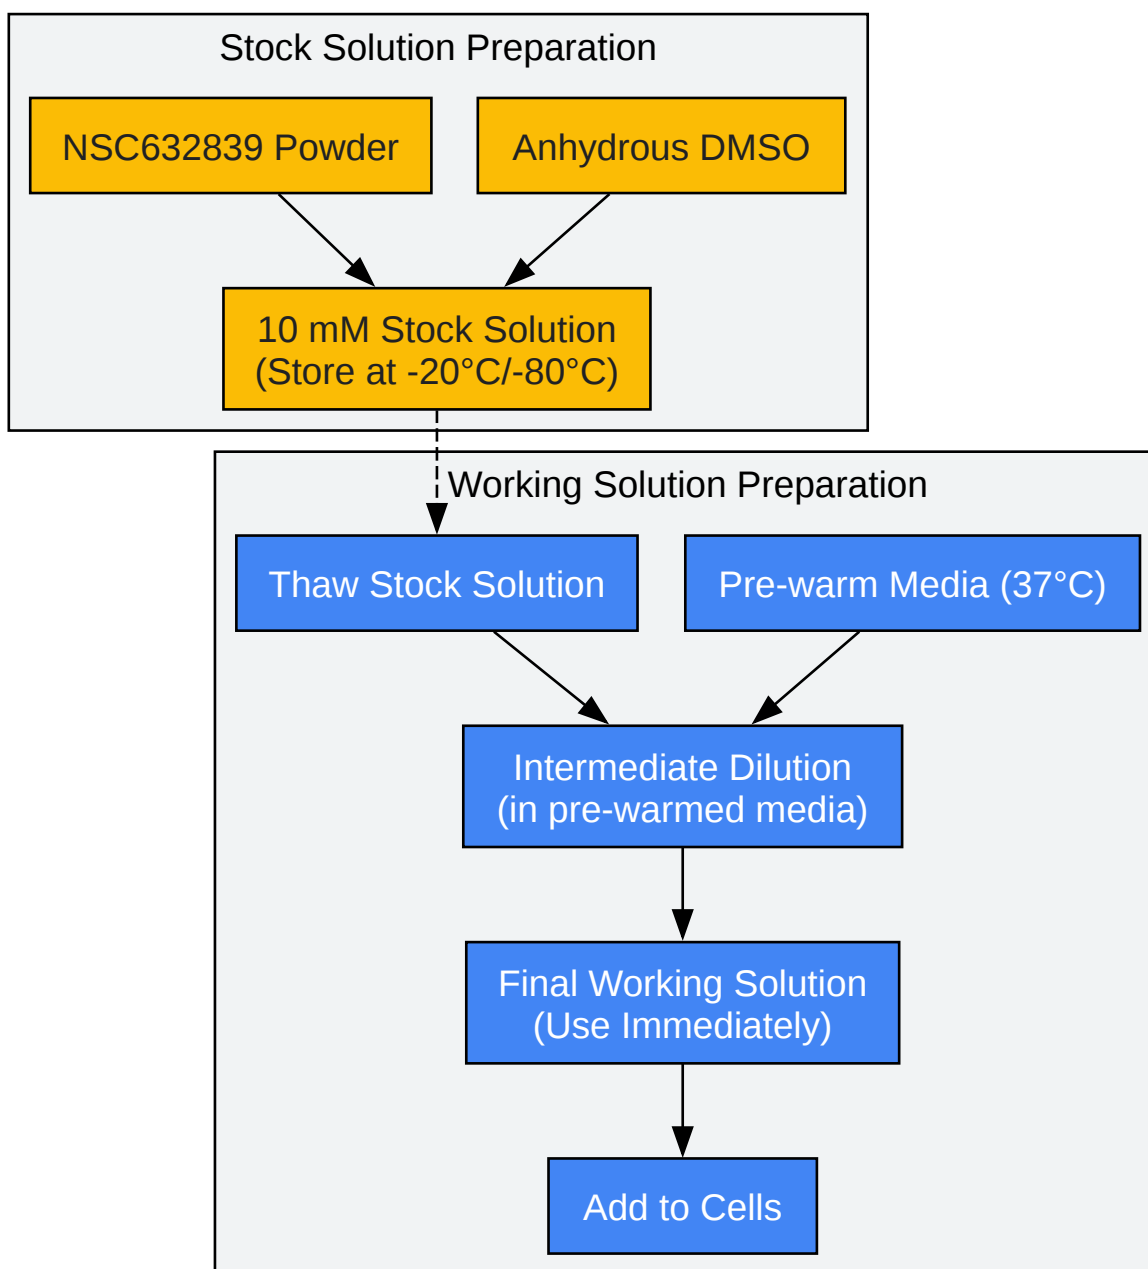 Stock Solution Preparation
NSC632839 Powder
Anhydrous DMSO
10 mM Stock Solution
(Store at -20°C/-80°C)
Working Solution Preparation
Thaw Stock Solution
Pre-warm Media (37°C)
Intermediate Dilution
(in pre-warmed media)
Final Working Solution
(Use Immediately)
Add to Cells